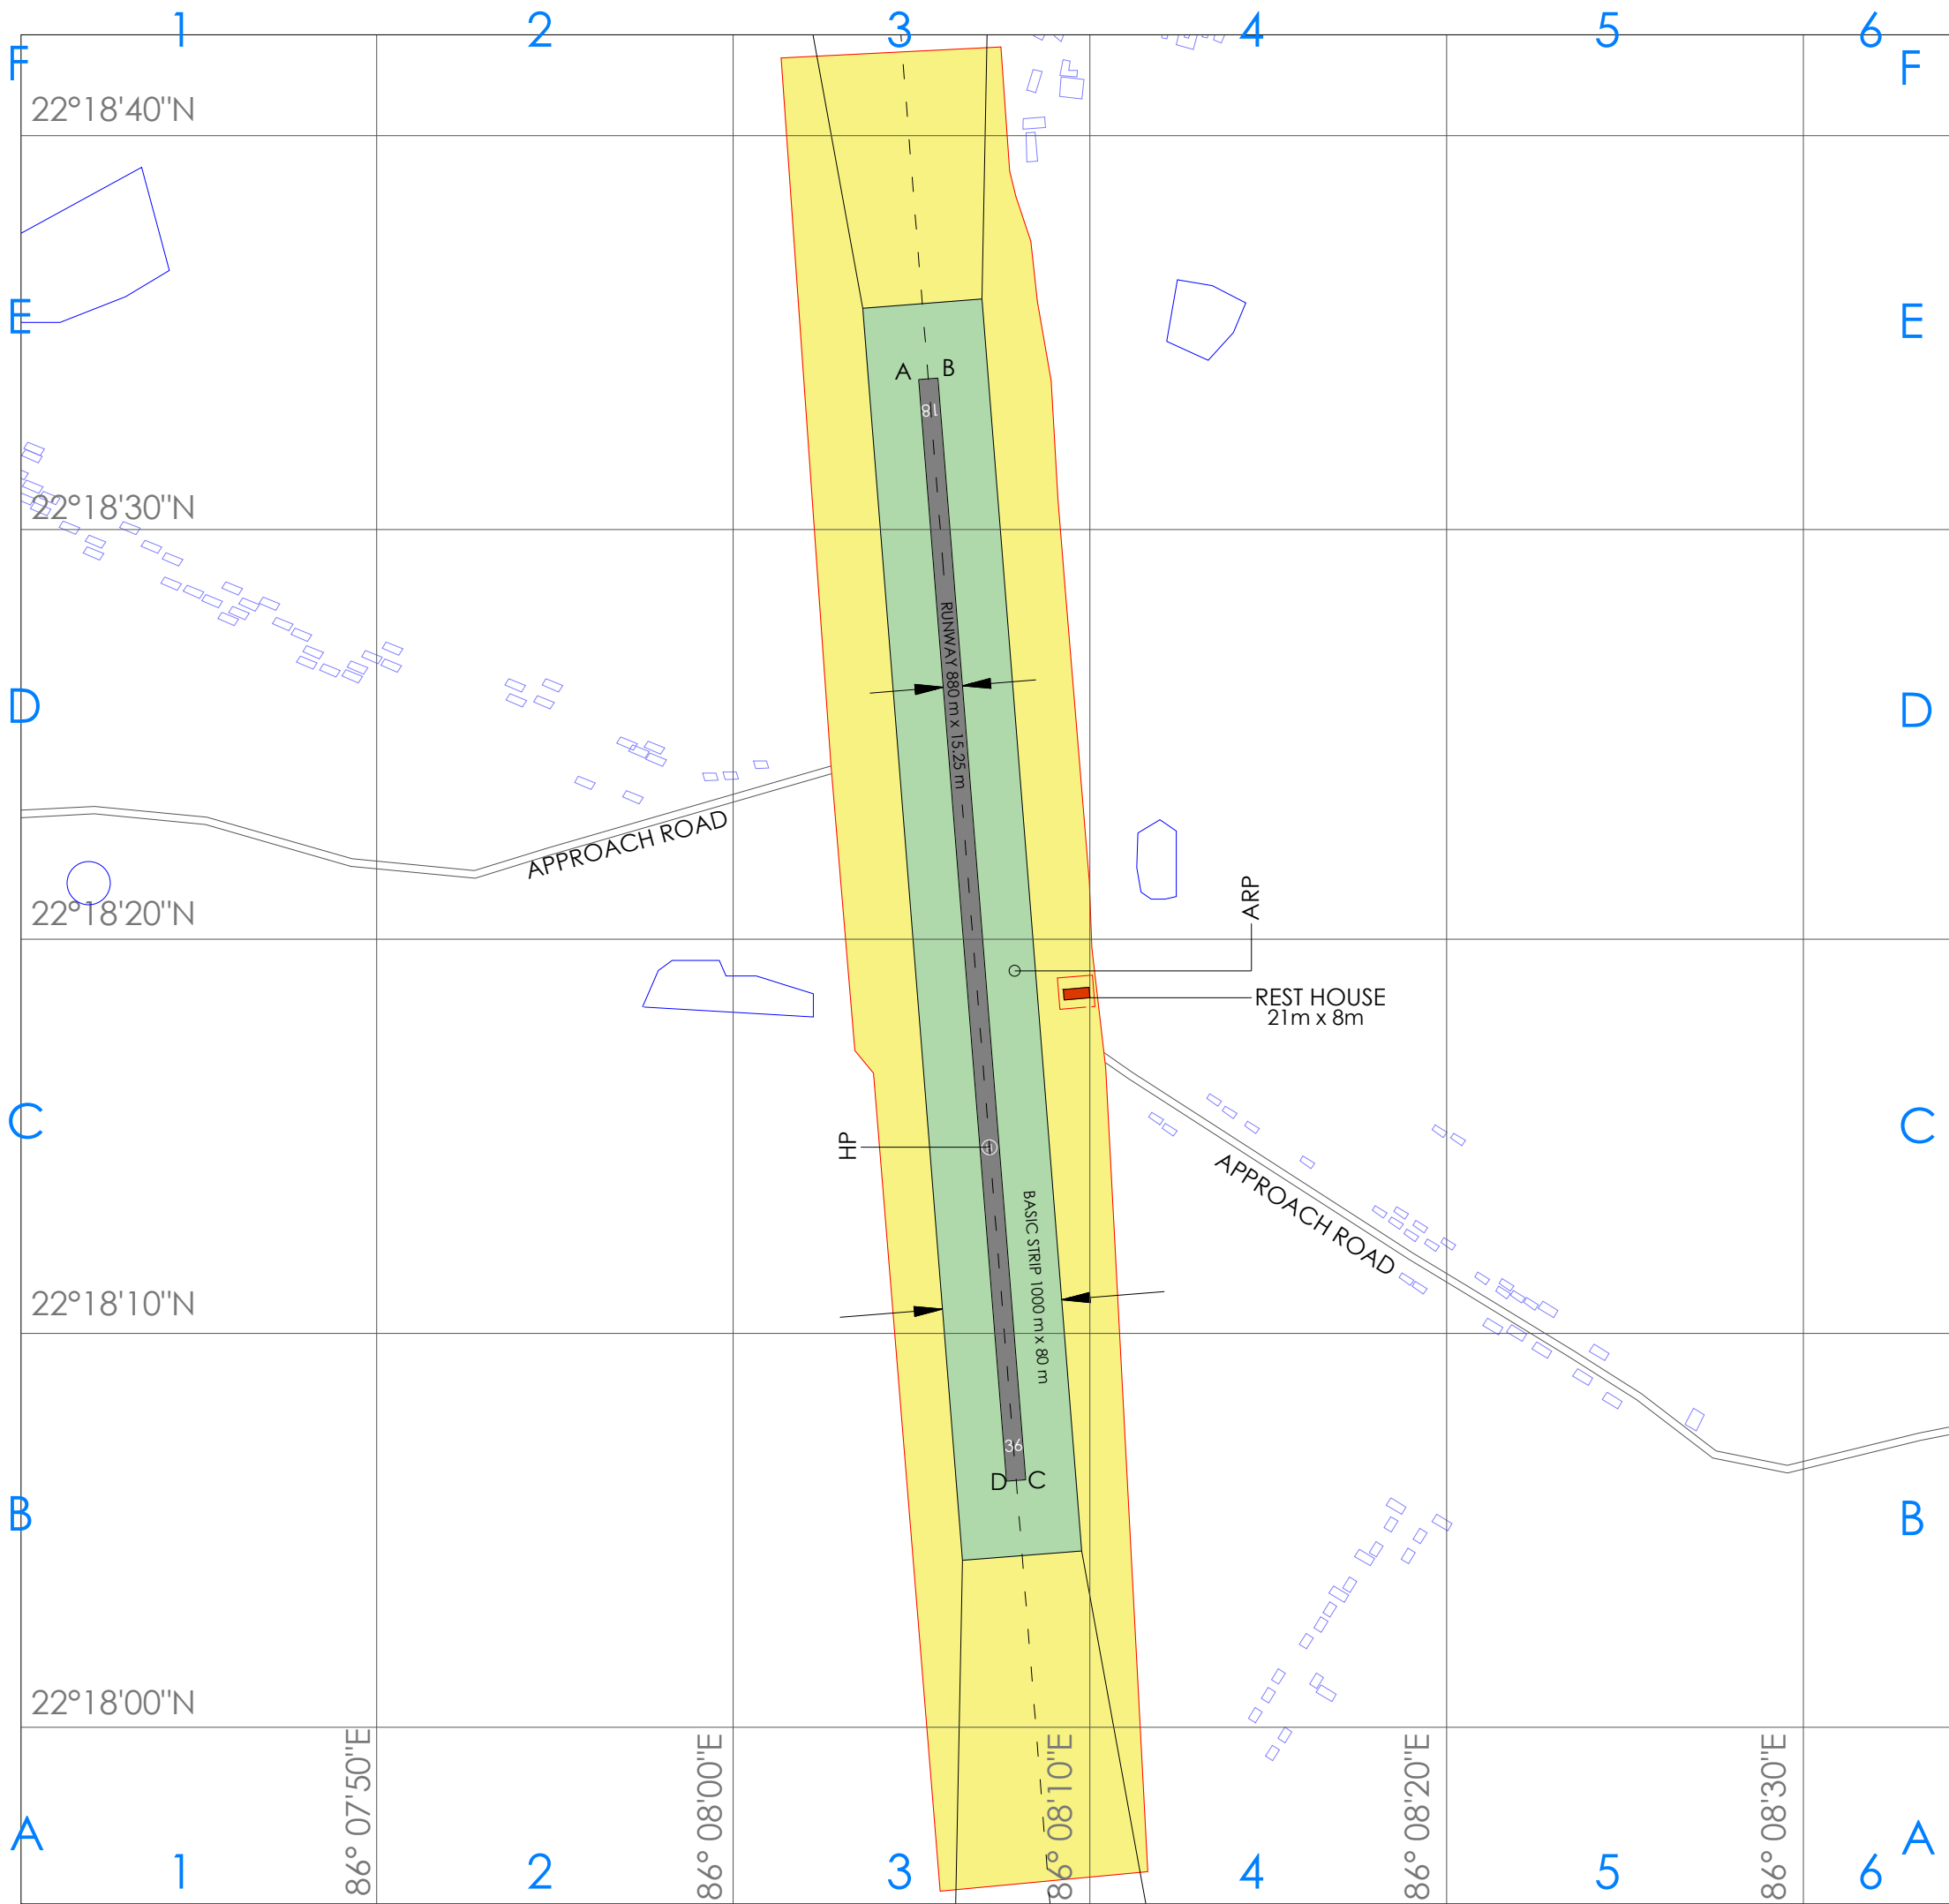 1 2 3 4 5 6
F F
22°18'40"N
E E
A B
18
22°18'30"N
RUNWAY 880 m x 15.25 m
D D
APPROACH ROAD
ARP
22°18'20"N
REST HOUSE
21m x 8m
C C
HP
APPROACH ROAD
BASIC STRIP 1000 m x 80 m
22°18'10"N
36
D C
B B
22°18'00"N
86° 07'50"E
86° 08'00"E
86° 08'10"E
86° 08'20"E
86° 08'30"E
A A
1 2 3 4 5 6